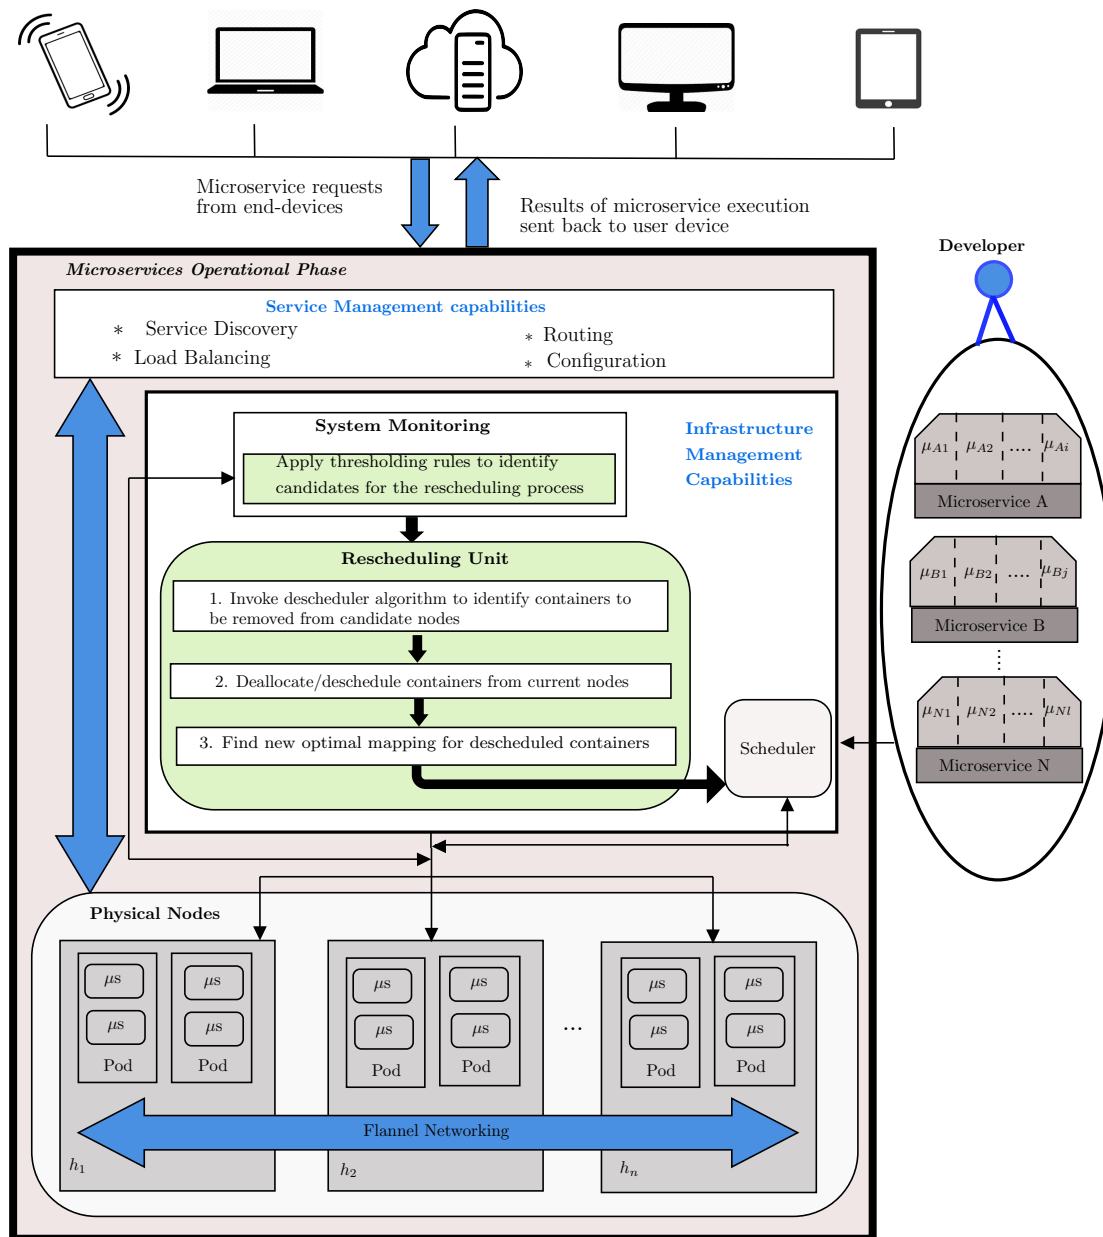 Microservice requests
from end-devices
Results of microservice execution
sent back to user device
Developer
Microservices Operational Phase
Service Management capabilities
* Service Discovery
* Routing
* Load Balancing
* Configuration
System Monitoring
Apply thresholding rules to identify
candidates for the rescheduling process
Infrastructure
Management
Capabilities
Rescheduling Unit
1. Invoke descheduler algorithm to identify containers to
be removed from candidate nodes
2. Deallocate/deschedule containers from current nodes
3. Find new optimal mapping for descheduled containers
Scheduler
μA1 μA2 .... μAi
Microservice A
μB1 μB2 .... μBj
Microservice B
μN1 μN2 .... μNl
Microservice N
Physical Nodes
μs μs
μs μs
Pod Pod
h1
μs μs
μs μs
Pod Pod
h2
...
μs μs
μs μs
Pod Pod
hn
Flannel Networking